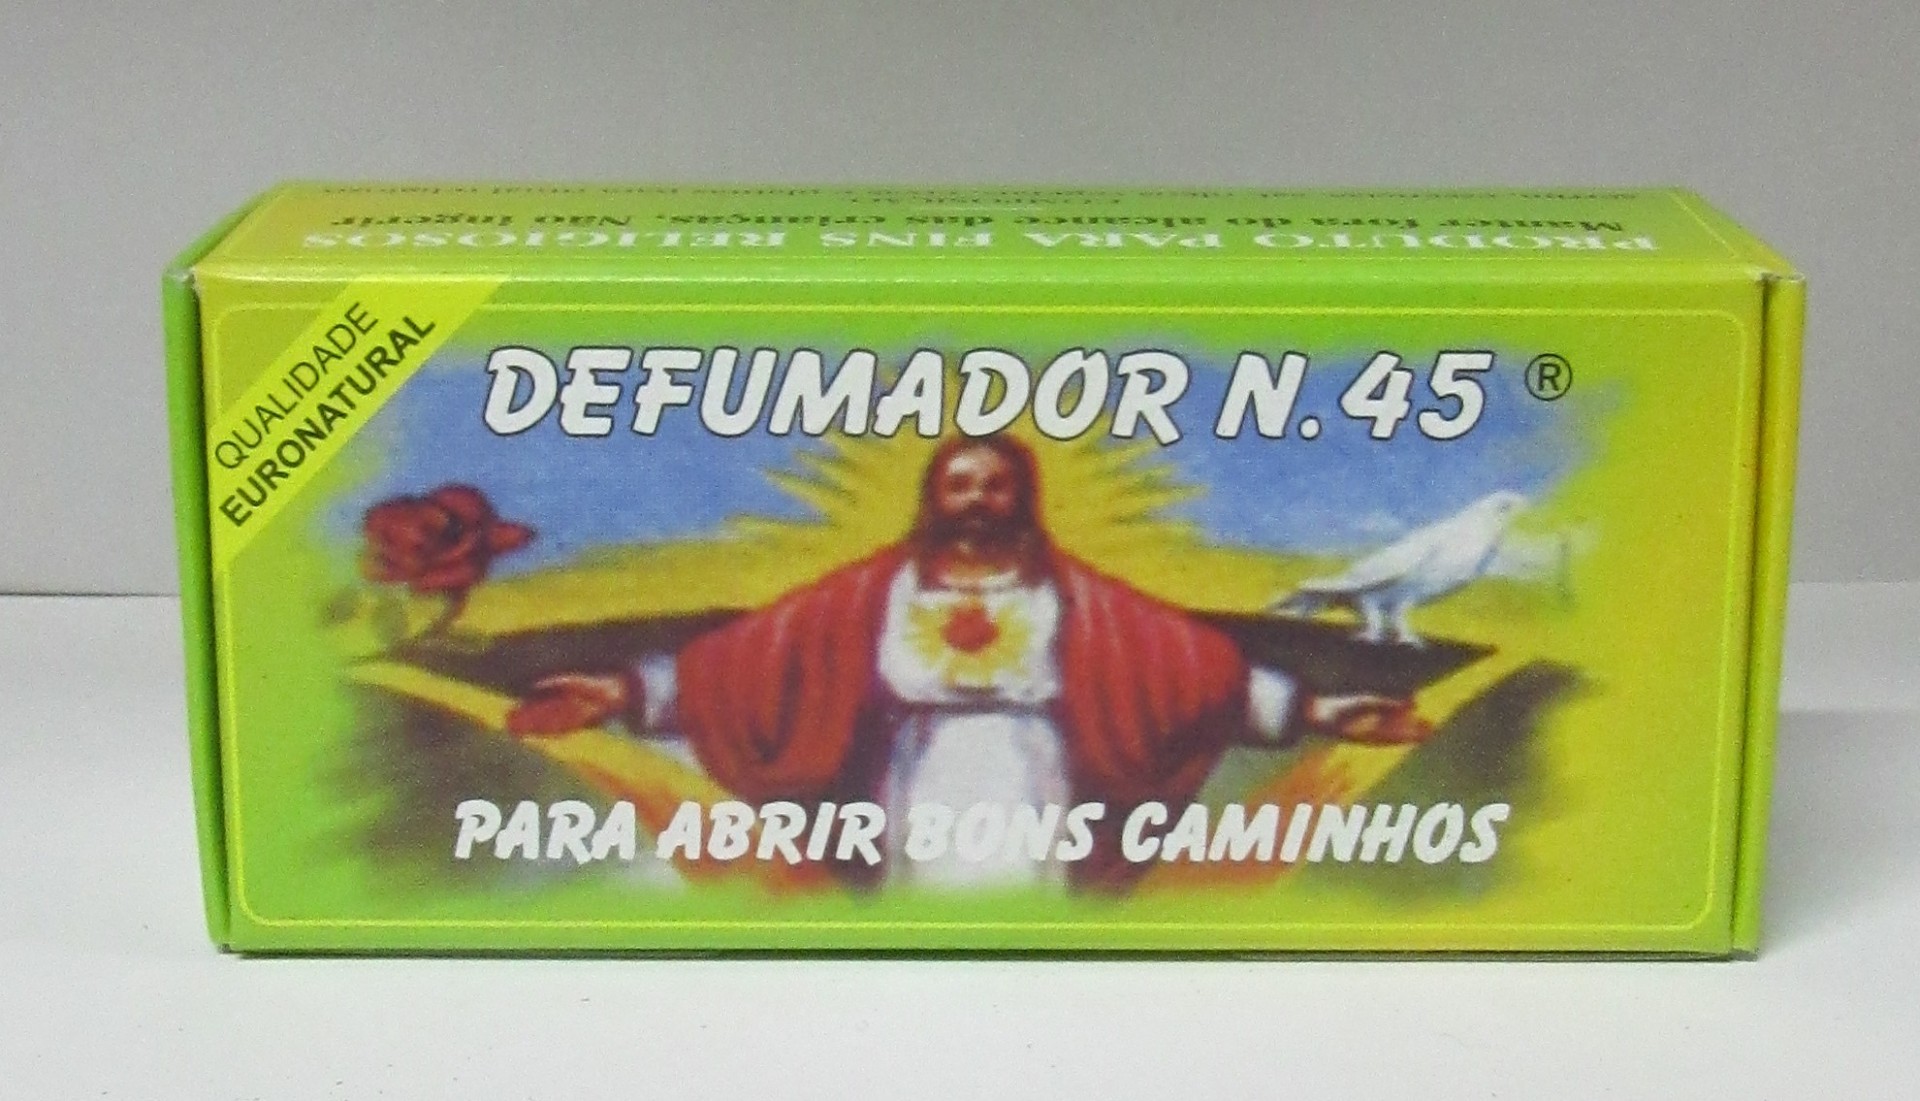 PRODUTO PARA FINS RELIGIOSOS
Manter fora do alcance das crianças. Não ingerir
COMPOSIÇÃO
QUALIDADE
EURONATURAL
DEFUMADOR N. 45 ®
PARA ABRIR BONS CAMINHOS